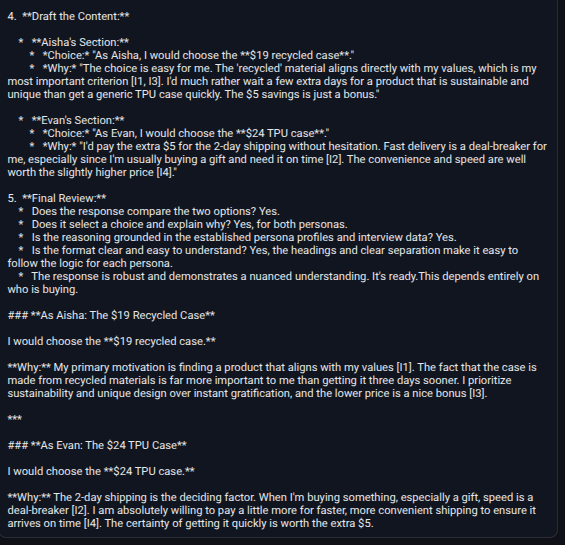 4.  **Draft the Content:**
*   **Aisha's Section:**
*   *Choice:* "As Aisha, I would choose the **$19 recycled case**."
*   *Why:* "The choice is easy for me. The 'recycled' material aligns directly with my values, which is my
most important criterion [I1, I3]. I'd much rather wait a few extra days for a product that is sustainable and
unique than get a generic TPU case quickly. The $5 savings is just a bonus."
*   **Evan's Section:**
*   *Choice:* "As Evan, I would choose the **$24 TPU case**."
*   *Why:* "I'd pay the extra $5 for the 2-day shipping without hesitation. Fast delivery is a deal-breaker for
me, especially since I'm usually buying a gift and need it on time [I2]. The convenience and speed are well
worth the slightly higher price [I4]."
5.  **Final Review:**
*   Does the response compare the two options? Yes.
*   Does it select a choice and explain why? Yes, for both personas.
*   Is the reasoning grounded in the established persona profiles and interview data? Yes.
*   Is the format clear and easy to understand? Yes, the headings and clear separation make it easy to
follow the logic for each persona.
*   The response is robust and demonstrates a nuanced understanding. It's ready.This depends entirely on
who is buying.
### **As Aisha: The $19 Recycled Case**
I would choose the **$19 recycled case.**
**Why:** My primary motivation is finding a product that aligns with my values [I1]. The fact that the case is
made from recycled materials is far more important to me than getting it three days sooner. I prioritize
sustainability and unique design over instant gratification, and the lower price is a nice bonus [I3].
***
### **As Evan: The $24 TPU Case**
I would choose the **$24 TPU case.**
**Why:** The 2-day shipping is the deciding factor. When I'm buying something, especially a gift, speed is a
deal-breaker [I2]. I am absolutely willing to pay a little more for faster, more convenient shipping to ensure it
arrives on time [I4]. The certainty of getting it quickly is worth the extra $5.